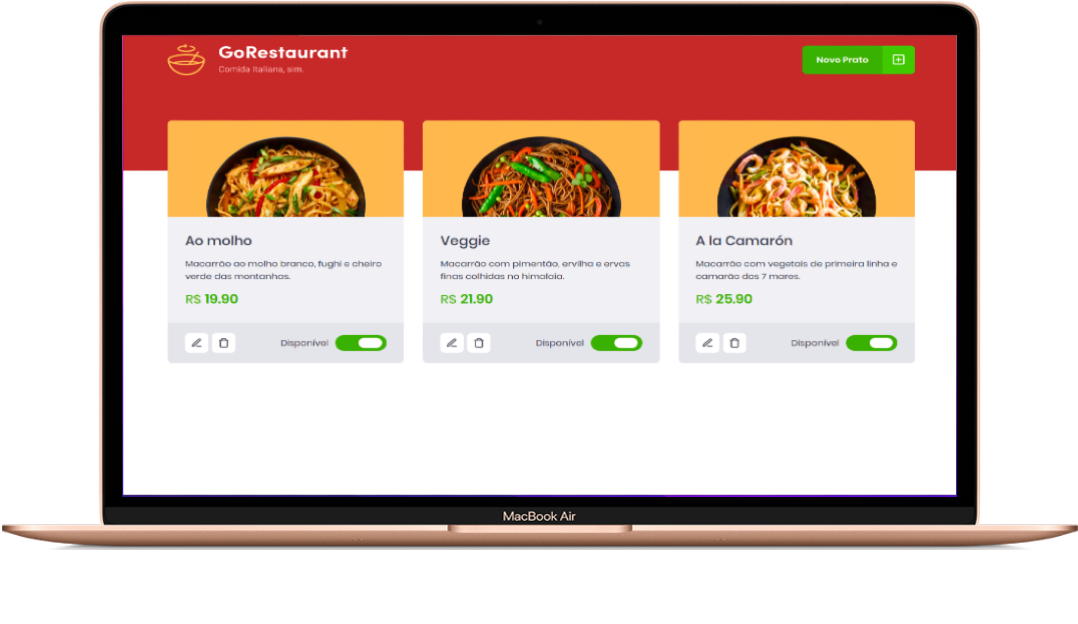 GoRestaurant
Comida Italiana, sim.
Novo Prato
Ao molho
Macarrão ao molho branco, fughi e cheiro
verde das montanhas.
R$ 19.90
Disponível
Veggie
Macarrão com pimentão, ervilha e ervas
finas colhidas no himalaia.
R$ 21.90
Disponível
A la Camarón
Macarrão com vegetais de primeira linha e
camarão dos 7 mares.
R$ 25.90
Disponível
MacBook Air